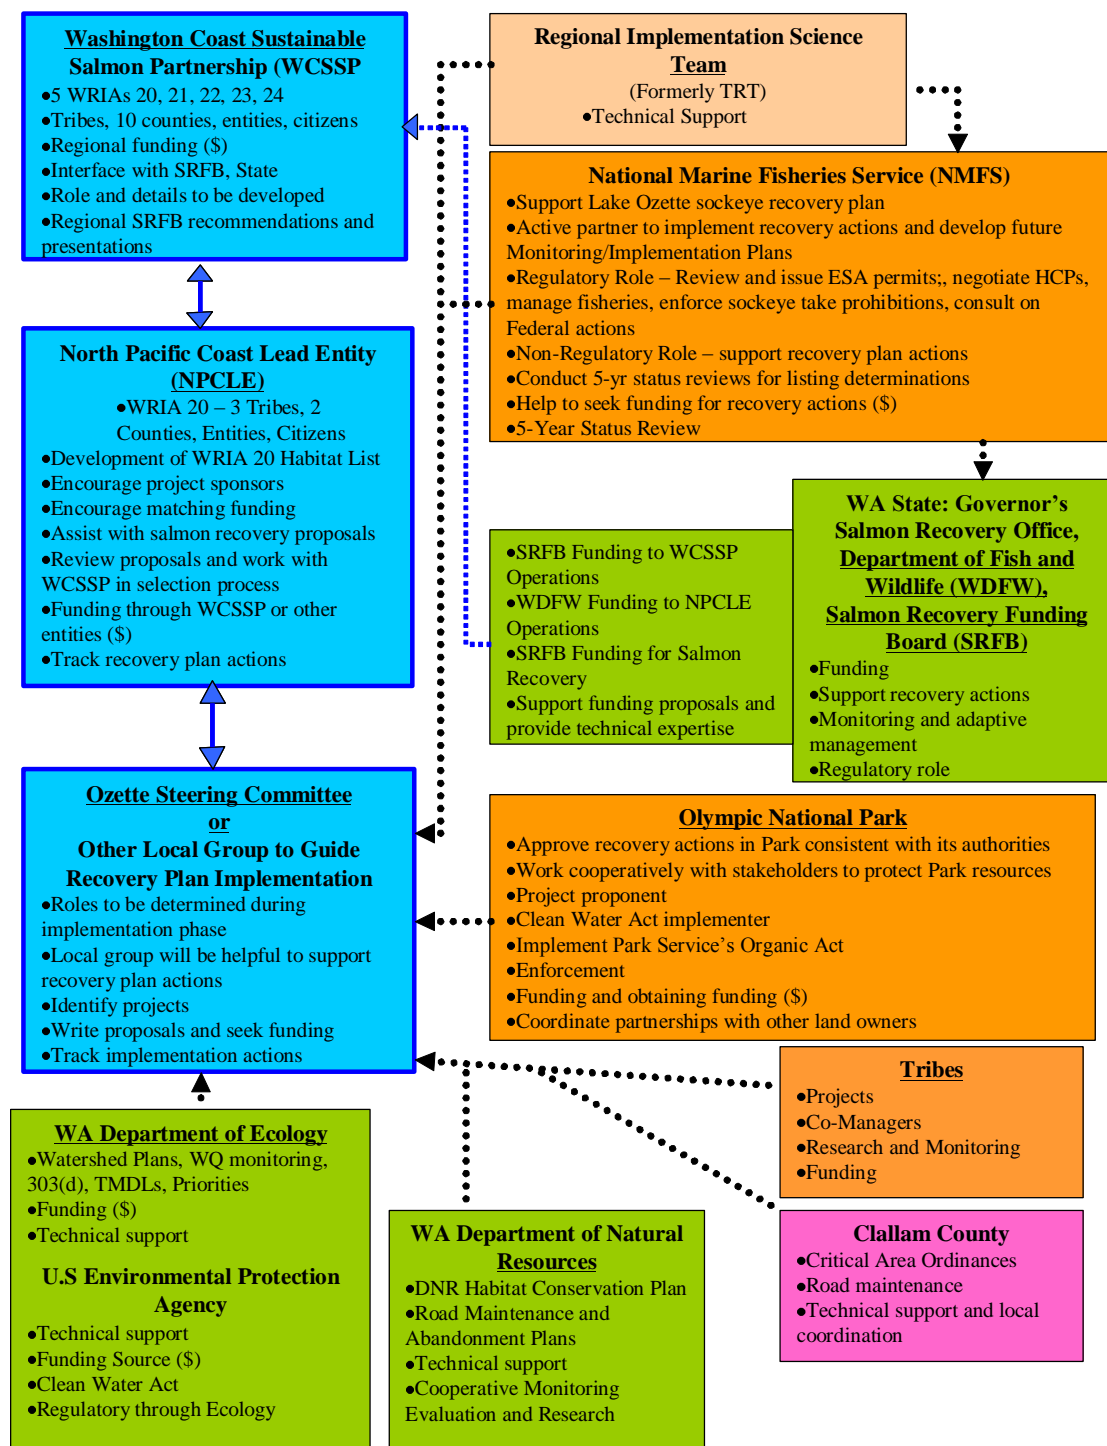 Washington Coast Sustainable
Salmon Partnership (WCSSP
•5 WRIAs 20, 21, 22, 23, 24
•Tribes, 10 counties, entities, citizens
•Regional funding ($)
•Interface with SRFB, State
•Role and details to be developed
•Regional SRFB recommendations and
presentations
Regional Implementation Science
Team
(Formerly TRT)
•Technical Support
National Marine Fisheries Service (NMFS)
•Support Lake Ozette sockeye recovery plan
•Active partner to implement recovery actions and develop future
Monitoring/Implementation Plans
•Regulatory Role – Review and issue ESA permits;, negotiate HCPs,
manage fisheries, enforce sockeye take prohibitions, consult on
Federal actions
•Non-Regulatory Role – support recovery plan actions
•Conduct 5-yr status reviews for listing determinations
•Help to seek funding for recovery actions ($)
•5-Year Status Review
North Pacific Coast Lead Entity
(NPCLE)
•WRIA 20 – 3 Tribes, 2
Counties, Entities, Citizens
•Development of WRIA 20 Habitat List
•Encourage project sponsors
•Encourage matching funding
•Assist with salmon recovery proposals
•Review proposals and work with
WCSSP in selection process
•Funding through WCSSP or other
entities ($)
•Track recovery plan actions
•SRFB Funding to WCSSP
Operations
•WDFW Funding to NPCLE
Operations
•SRFB Funding for Salmon
Recovery
•Support funding proposals and
provide technical expertise
WA State: Governor’s
Salmon Recovery Office,
Department of Fish and
Wildlife (WDFW),
Salmon Recovery Funding
Board (SRFB)
•Funding
•Support recovery actions
•Monitoring and adaptive
management
•Regulatory role
Ozette Steering Committee
or
Other Local Group to Guide
Recovery Plan Implementation
•Roles to be determined during
implementation phase
•Local group will be helpful to support
recovery plan actions
•Identify projects
•Write proposals and seek funding
•Track implementation actions
Olympic National Park
•Approve recovery actions in Park consistent with its authorities
•Work cooperatively with stakeholders to protect Park resources
•Project proponent
•Clean Water Act implementer
•Implement Park Service’s Organic Act
•Enforcement
•Funding and obtaining funding ($)
•Coordinate partnerships with other land owners
Tribes
•Projects
•Co-Managers
•Research and Monitoring
•Funding
WA Department of Ecology
•Watershed Plans, WQ monitoring,
303(d), TMDLs, Priorities
•Funding ($)
•Technical support
U.S Environmental Protection
Agency
•Technical support
•Funding Source ($)
•Clean Water Act
•Regulatory through Ecology
WA Department of Natural
Resources
•DNR Habitat Conservation Plan
•Road Maintenance and
Abandonment Plans
•Technical support
•Cooperative Monitoring
Evaluation and Research
Clallam County
•Critical Area Ordinances
•Road maintenance
•Technical support and local
coordination